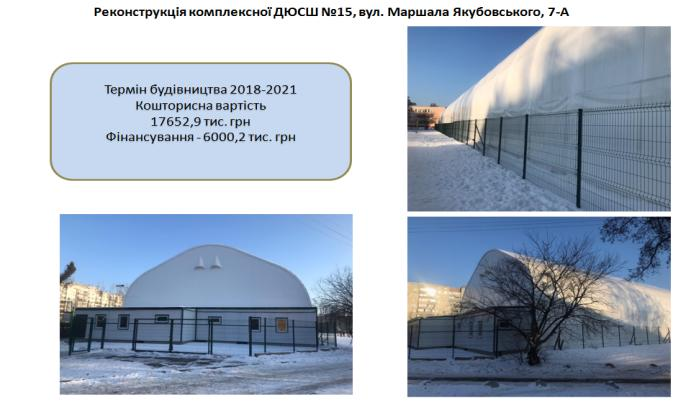 Реконструкція комплексної ДЮСШ №15, вул. Маршала Якубовського, 7-А
Термін будівництва 2018-2021
Кошторисна вартість
17652,9 тис. грн
Фінансування - 6000,2 тис. грн